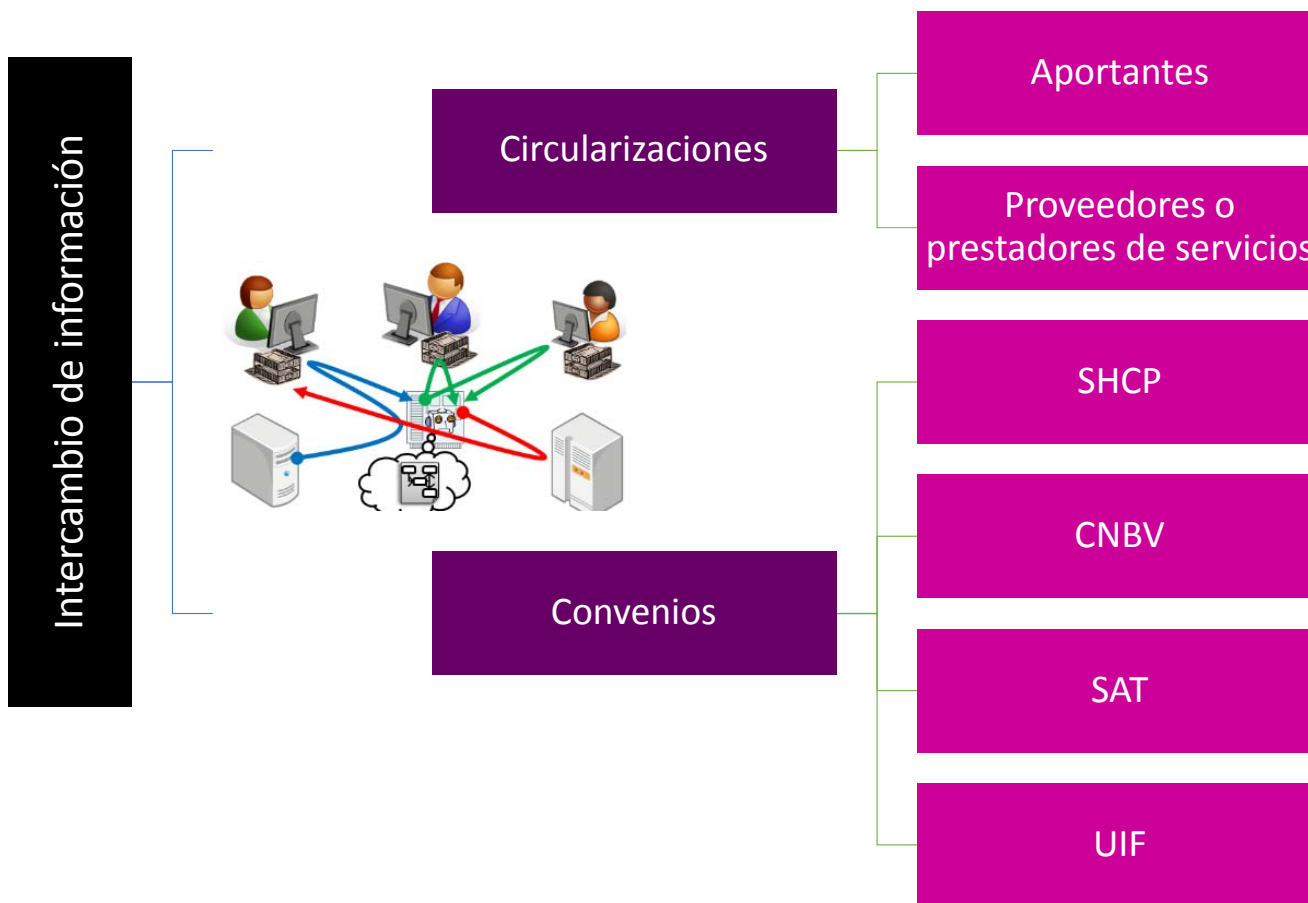 Intercambio de información
Circularizaciones
Aportantes
Proveedores o
prestadores de servicios
Convenios
SHCP
CNBV
SAT
UIF